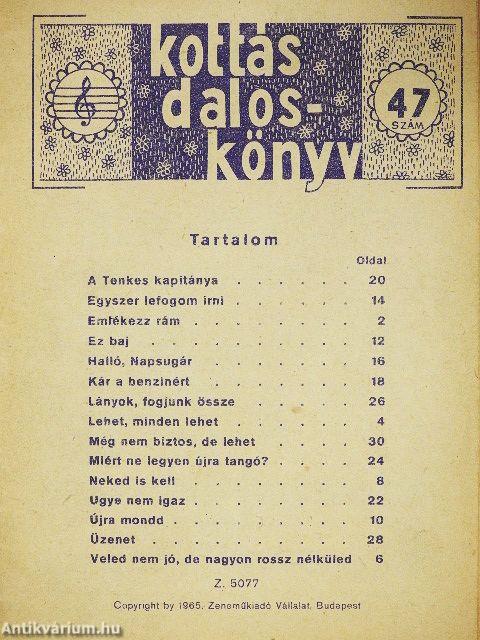 kottás
dalos-
könyv
47
SZÁM
Tartalom
Oldal
A Tenkes kapitánya . . . . . . 20
Egyszer lefogom irni . . . . . 14
Emlékezz rám . . . . . . . 2
Ez baj . . . . . . . . 12
Halló, Napsugár . . . . . . 16
Kár a benzinért . . . . . . 18
Lányok, fogjunk össze . . . . . 26
Lehet, minden lehet . . . . . 4
Még nem biztos, de lehet . . . . 30
Miért ne legyen újra tangó? . . . . 24
Neked is kell . . . . . . . 8
Ugye nem igaz . . . . . . . 22
Újra mondd . . . . . . . 10
Üzenet . . . . . . . . 28
Veled nem jó, de nagyon rossz nélküled 6
Z. 5077
Copyright by 1965. Zeneműkiadó Vállalat, Budapest
Antikvárium.hu